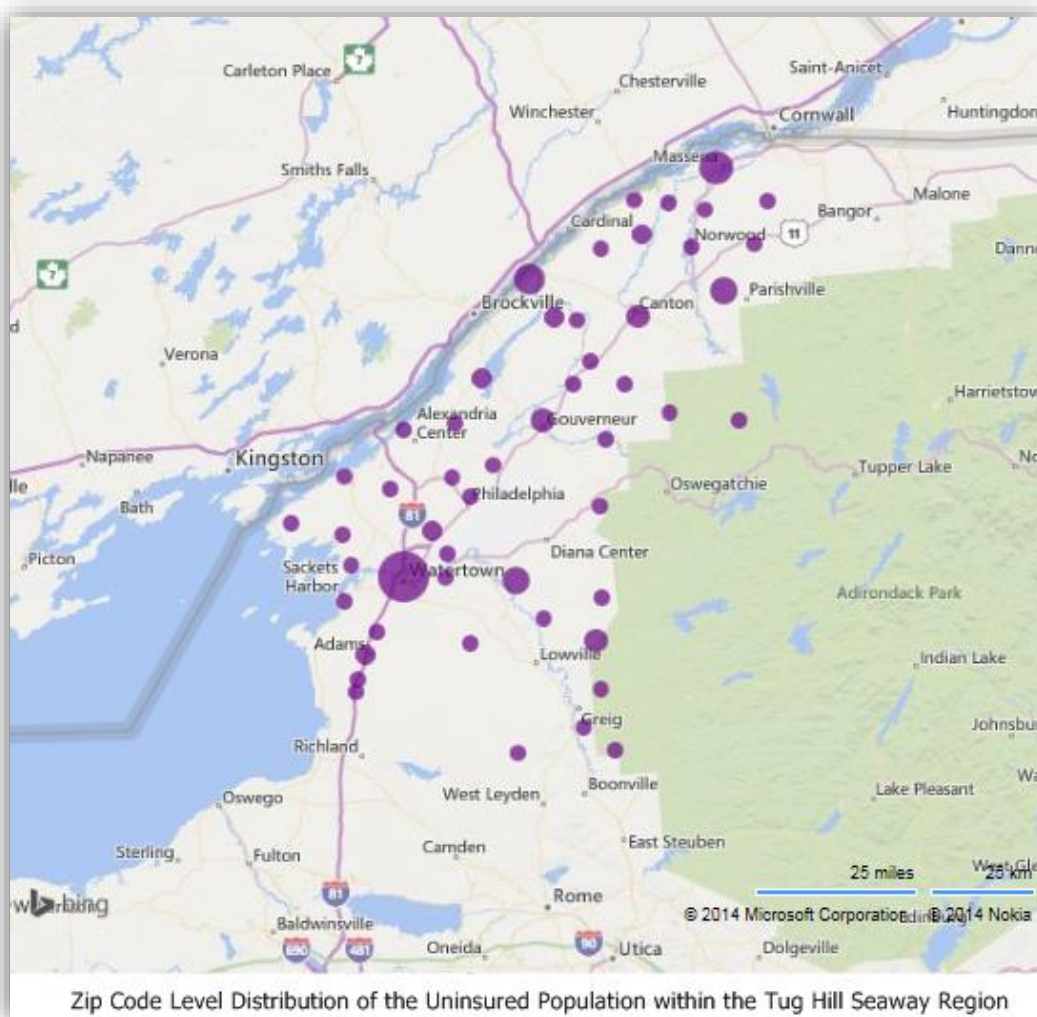 7
Carleton Place
Chesterville
Saint-Anicet
Winchester
Cornwall
Huntingdon
Massena
Smiths Falls
Malone
Cardinal
Bangor
Norwood
11
7
Brockville
Canton
Parishville
Verona
Alexandria
Center
Gouverneur
Napanee
Kingston
Tupper Lake
Bath
Philadelphia
Oswegatchie
81
Picton
Diana Center
Sackets
Harbor
Watertown
Adirondack Park
Adams
Lowville
Indian Lake
Greig
Richland
Boonville
West Leyden
Lake Pleasant
Oswego
East Steuben
Sterling
Fulton
Camden
25 miles
25 km
81
bing
Rome
© 2014 Microsoft Corporation
© 2014 Nokia
Edinburg
Baldwinsville
690
481
Oneida
90
Utica
Dolgeville
Zip Code Level Distribution of the Uninsured Population within the Tug Hill Seaway Region